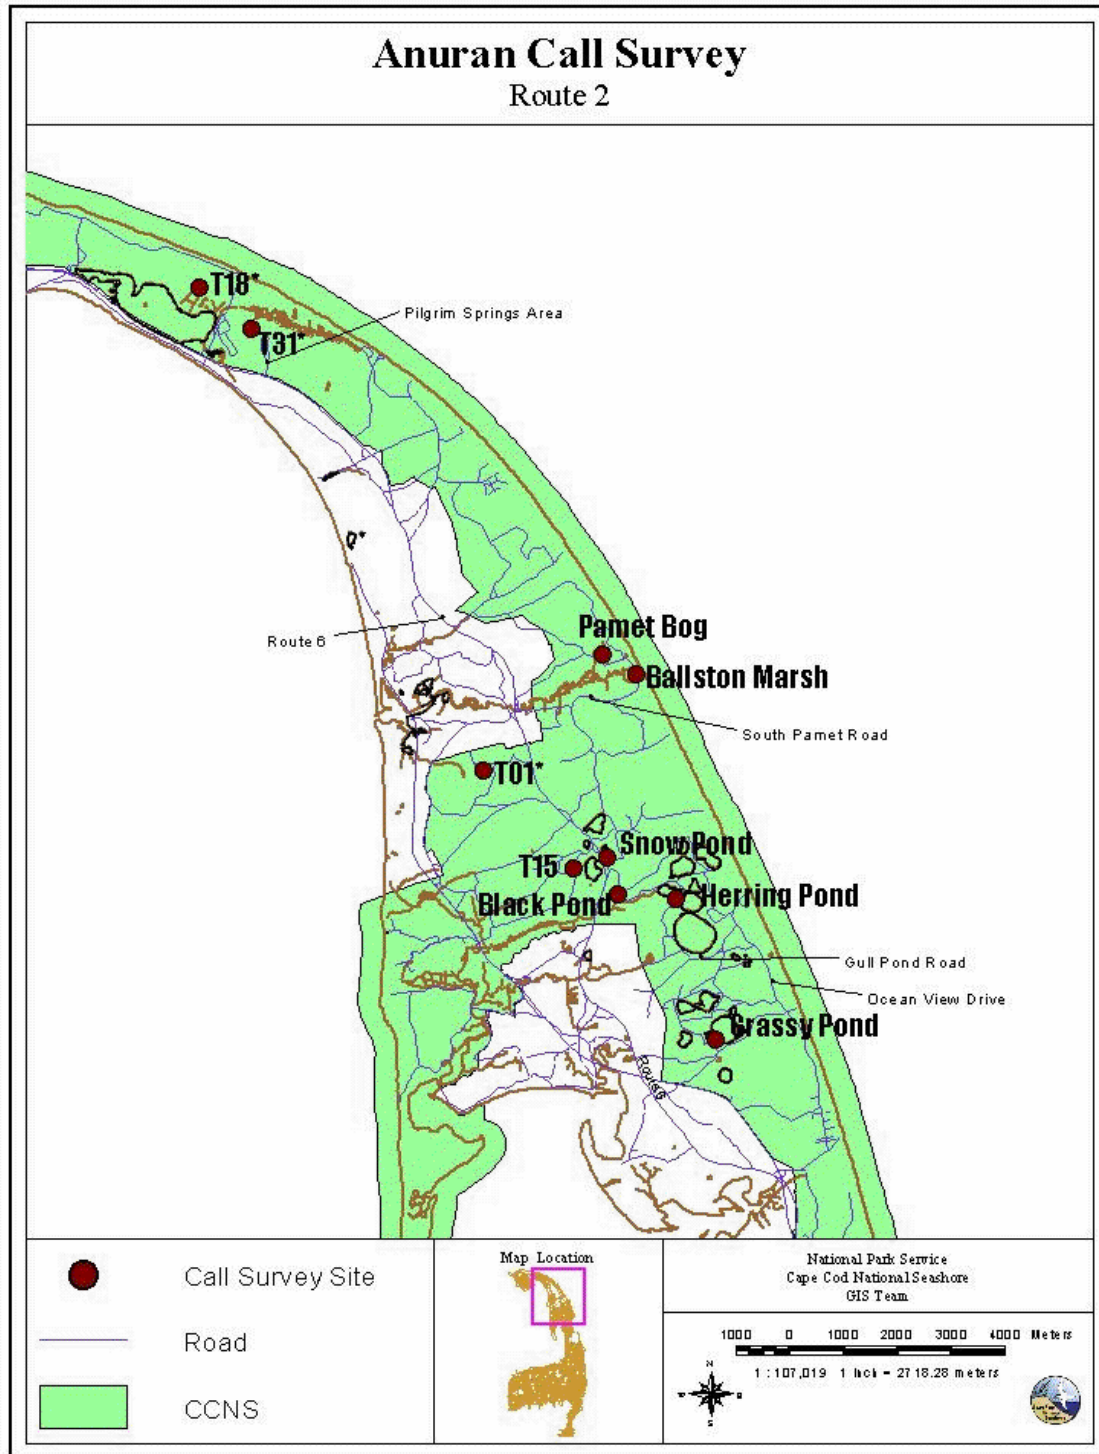 Anuran Call Survey
Route 2
T18*
Pilgrim Springs Area
T31*
Route 6
Pamet Bog
Ballston Marsh
South Pamet Road
T01*
Snow Pond
T15
Black Pond
Herring Pond
Gull Pond Road
Ocean View Drive
Grassy Pond
Route 6
Call Survey Site
Road
CCNS
Map Location
National Park Service
Cape Cod National Seashore
GIS Team
1000 0 1000 2000 3000 4000 Meters
1 : 107,019 1 Inch = 2718.28 meters
N
S